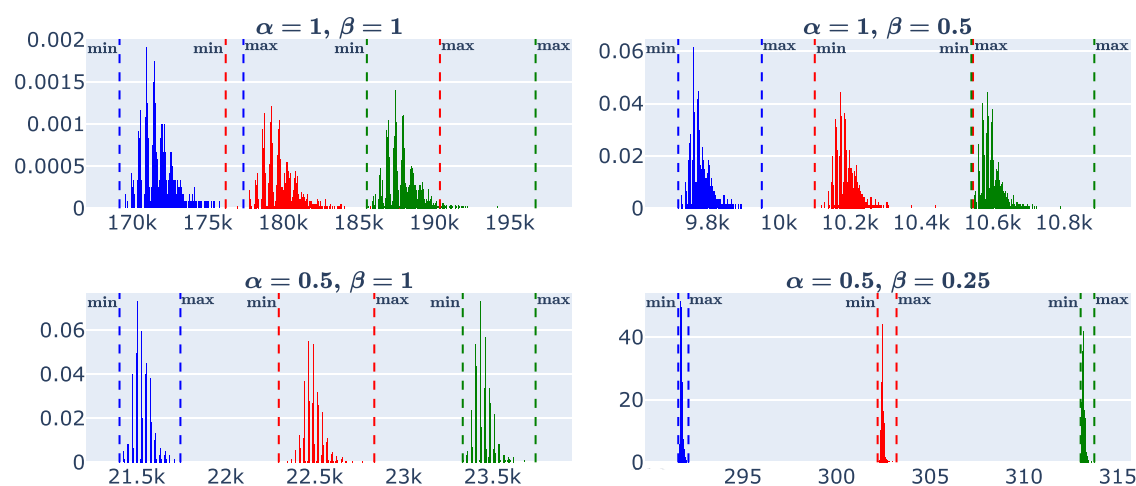 α = 1, β = 1
min min max min max max
0.002
0.0015
0.001
0.0005
0
170k 175k 180k 185k 190k 195k
α = 1, β = 0.5
min max min min max max
0.06
0.04
0.02
0
9.8k 10k 10.2k 10.4k 10.6k 10.8k
α = 0.5, β = 1
min max min max min max
0.06
0.04
0.02
0
21.5k 22k 22.5k 23k 23.5k
α = 0.5, β = 0.25
min max min max min max
40
20
0
295 300 305 310 315